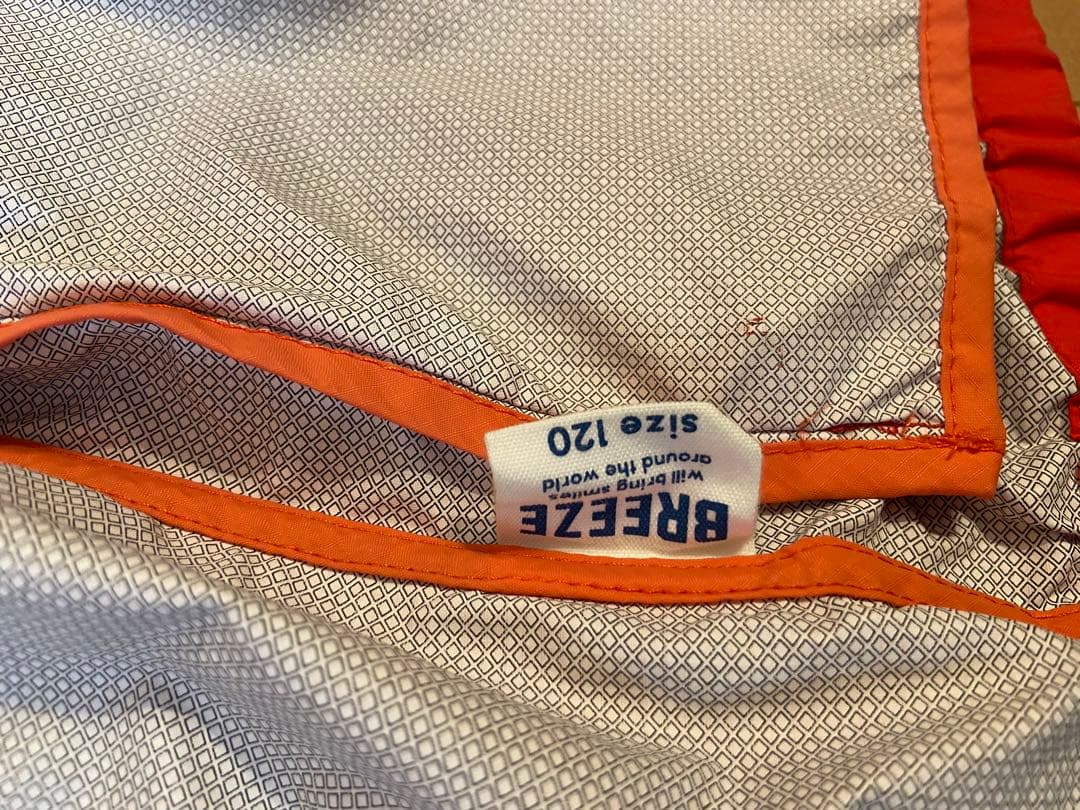 BREEZE
will bring smiles
around the world
size 120